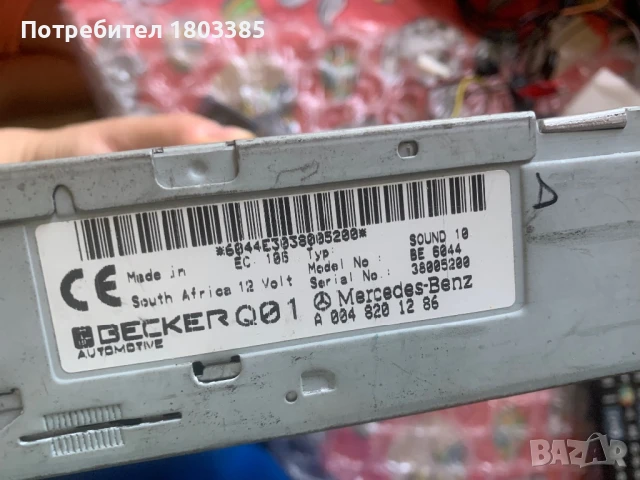 Потребител 1803385
*6044E3038005200*
EC 106 Typ: SOUND 10
Made in Model No: BE 6044
South Africa 12 Volt Serial No.: 38005200
CE
BECKER Q01 Mercedes-Benz
AUTOMOTIVE A 004 820 12 86
D
BAZAR